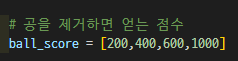 # 공을 제거하면 얻는 점수
ball_score = [200,400,600,1000]